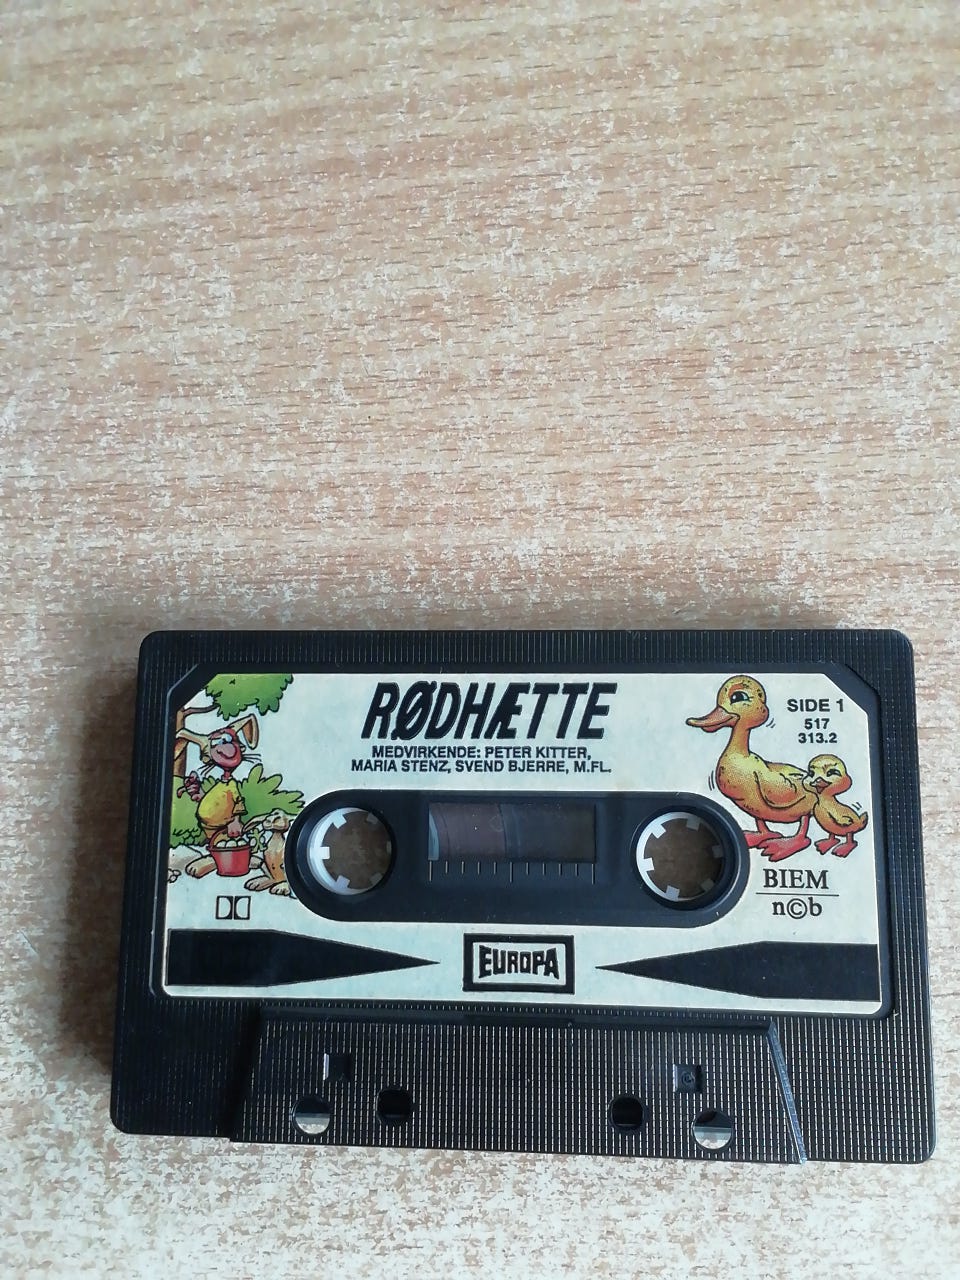 RØDHÆTTE
MEDVIRKENDE: PETER KITTER,
MARIA STENZ, SVEND BJERRE, M.FL.
SIDE 1
517
313.2
BIEM
n©b
EUROPA